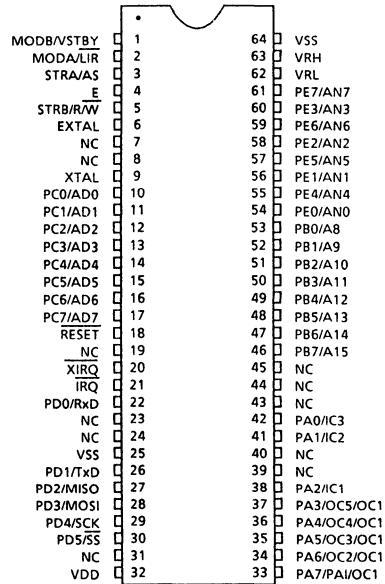 MODB/VSTBY 1 64 VSS
MODA/LIR 2 63 VRH
STRA/AS 3 62 VRL
E 4 61 PE7/AN7
STRB/R/W 5 60 PE3/AN3
EXTAL 6 59 PE6/AN6
NC 7 58 PE2/AN2
NC 8 57 PE5/AN5
XTAL 9 56 PE1/AN1
PC0/AD0 10 55 PE4/AN4
PC1/AD1 11 54 PE0/AN0
PC2/AD2 12 53 PB0/A8
PC3/AD3 13 52 PB1/A9
PC4/AD4 14 51 PB2/A10
PC5/AD5 15 50 PB3/A11
PC6/AD6 16 49 PB4/A12
PC7/AD7 17 48 PB5/A13
RESET 18 47 PB6/A14
NC 19 46 PB7/A15
XIRQ 20 45 NC
IRQ 21 44 NC
PD0/RxD 22 43 NC
NC 23 42 PA0/IC3
NC 24 41 PA1/IC2
VSS 25 40 NC
PD1/TxD 26 39 NC
PD2/MISO 27 38 PA2/IC1
PD3/MOSI 28 37 PA3/OC5/OC1
PD4/SCK 29 36 PA4/OC4/OC1
PD5/SS 30 35 PA5/OC3/OC1
NC 31 34 PA6/OC2/OC1
VDD 32 33 PA7/PAI/OC1